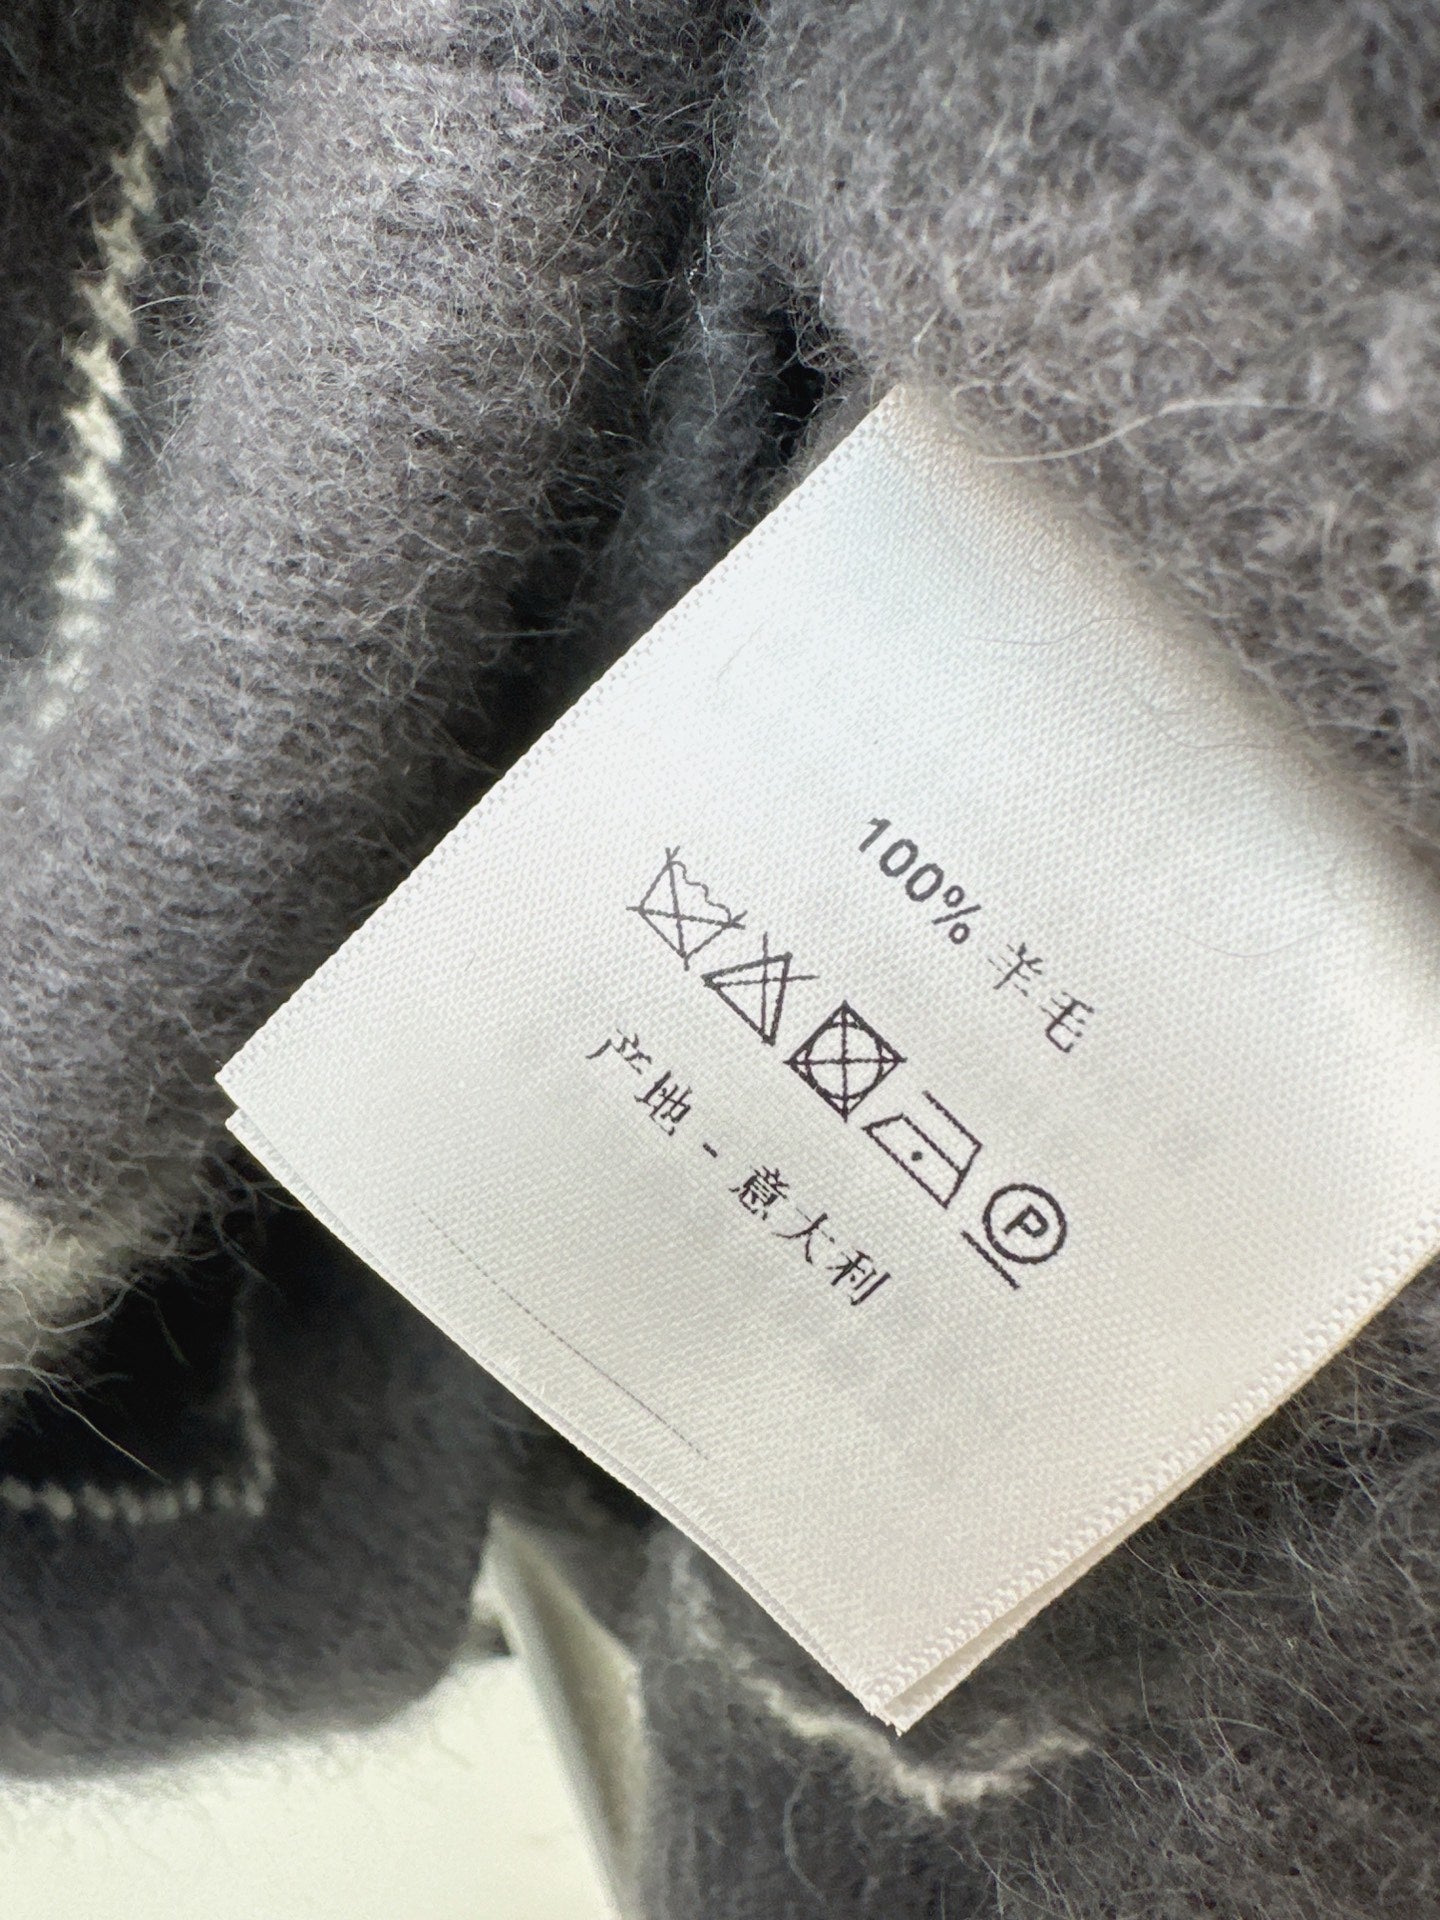 100% 羊毛
P
产地 - 意大利